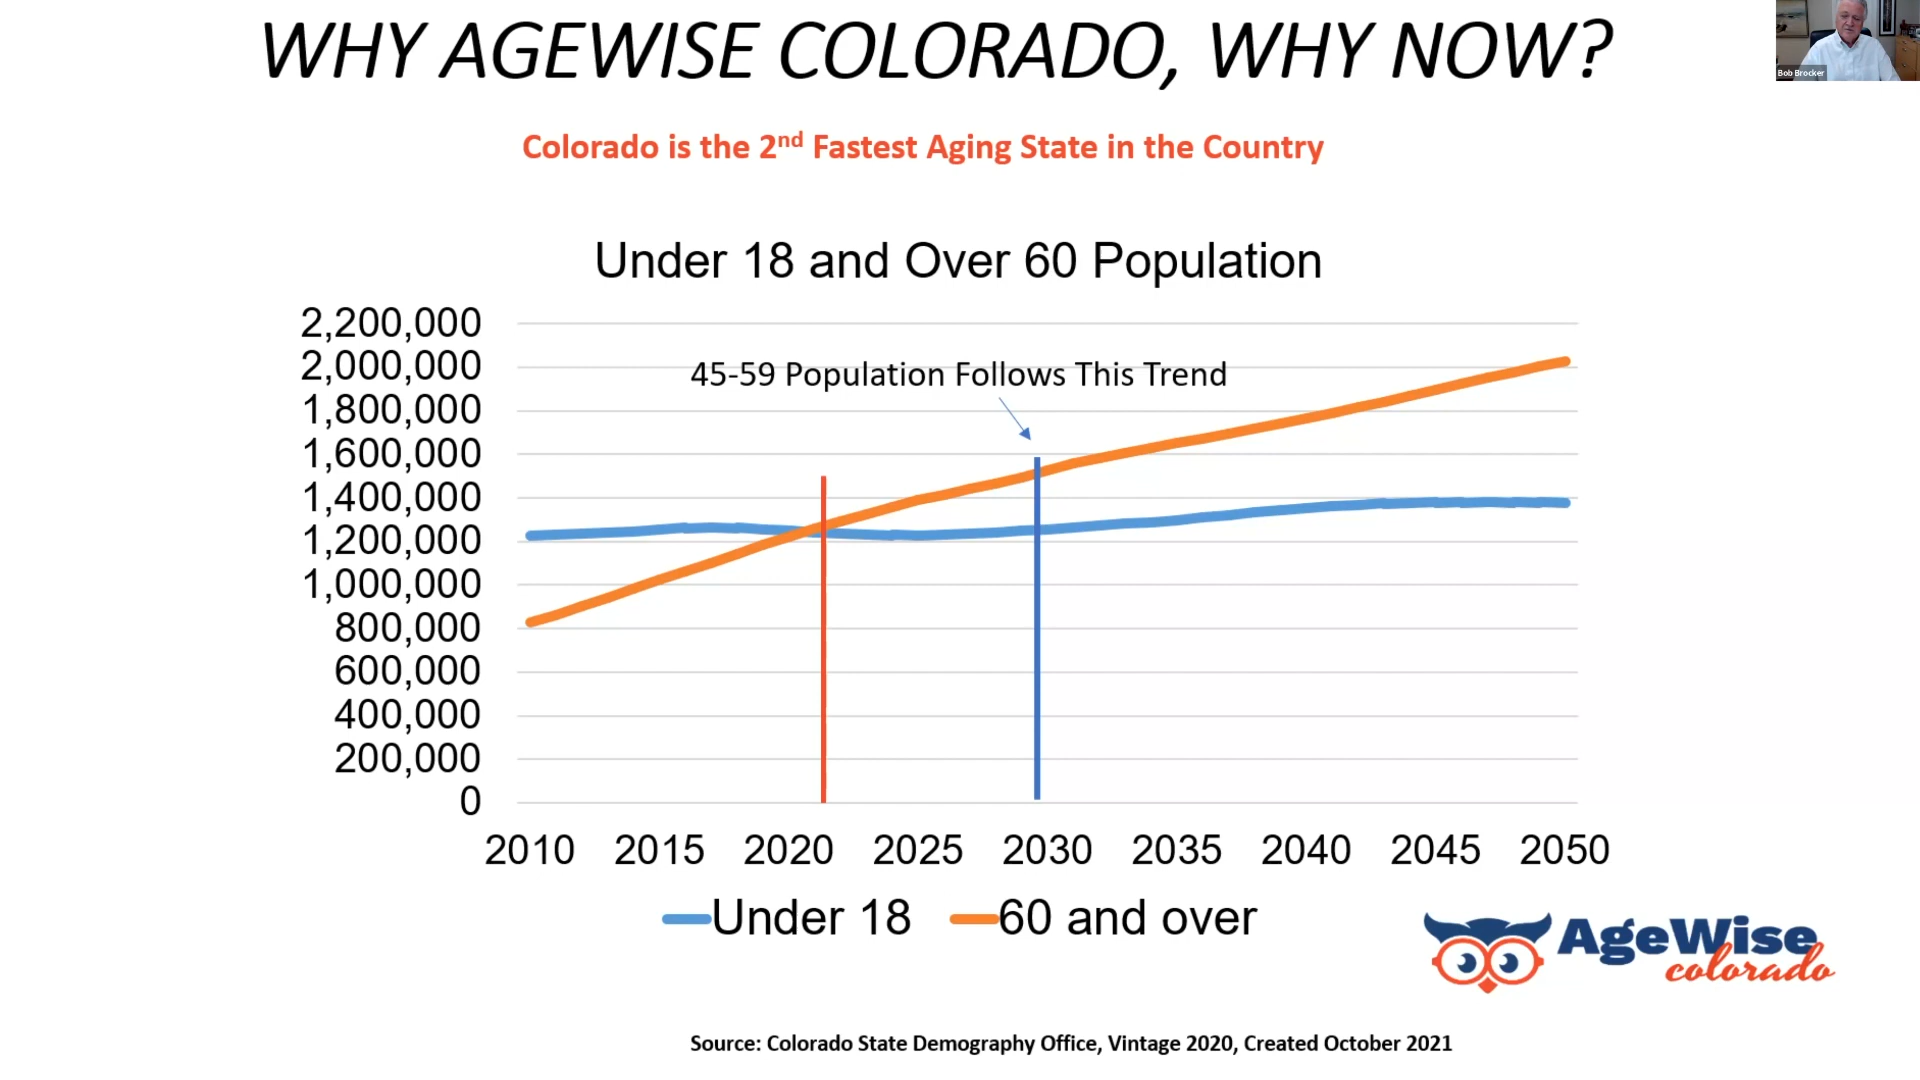 WHY AGEWISE COLORADO, WHY NOW?
Bob Brocker
Colorado is the 2nd Fastest Aging State in the Country
Under 18 and Over 60 Population
2,200,000
2,000,000
1,800,000
1,600,000
1,400,000
1,200,000
1,000,000
800,000
600,000
400,000
200,000
0
45-59 Population Follows This Trend
2010 2015 2020 2025 2030 2035 2040 2045 2050
Under 18 60 and over
AgeWise
colorado
Source: Colorado State Demography Office, Vintage 2020, Created October 2021